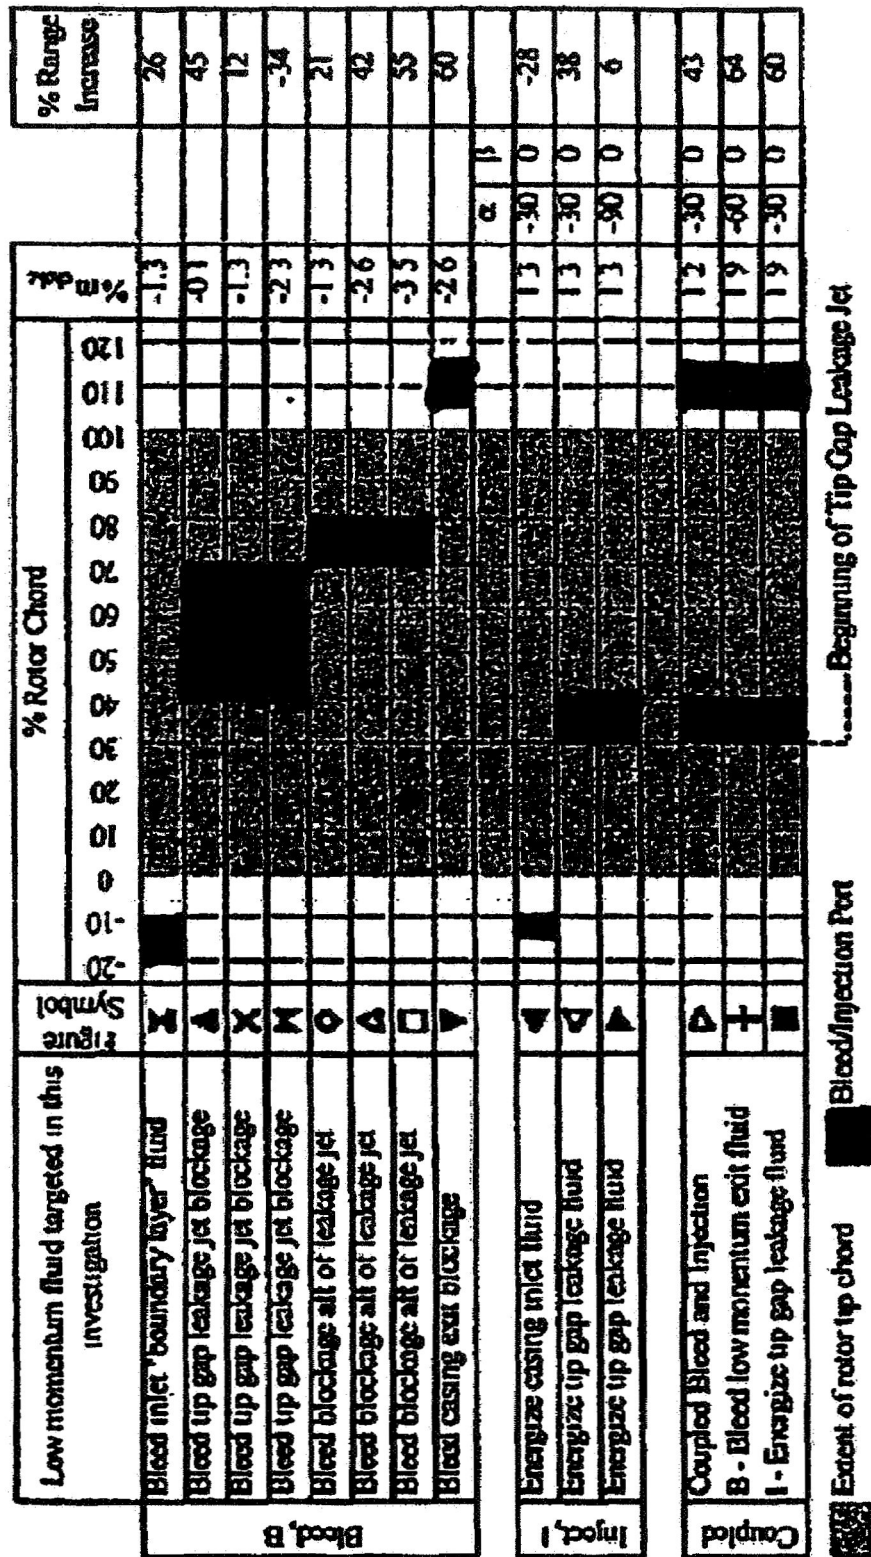 Low momentum fluid targeted in this investigation
Figure Symbol
% Rotor Chord
-20 -10 0 10 20 30 40 50 60 70 80 90 100 110 120
% m
% Range Increase
Bleed, B
Bleed inlet "boundary layer" fluid -1.3 26
Bleed tip gap leakage jet blockage -0.1 45
Bleed tip gap leakage jet blockage -1.3 12
Bleed tip gap leakage jet blockage -2.3 -34
Bleed blockage aft of leakage jet -1.3 21
Bleed blockage aft of leakage jet -2.6 42
Bleed blockage aft of leakage jet -3.5 55
Bleed casing exit blockage -2.6 60
α β
Inject, I
Energize casing inlet fluid 1.3 -30 0 -28
Energize tip gap leakage fluid 1.3 -30 0 38
Energize tip gap leakage fluid 1.3 -90 0 6
Coupled
Coupled Bleed and Injection 1.2 -30 0 43
B - Bleed low momentum exit fluid 1.9 -60 0 64
I - Energize tip gap leakage fluid 1.9 -30 0 60
Extent of rotor tip chord
Bleed/Injection Port
Beginning of Tip Gap Leakage Jet